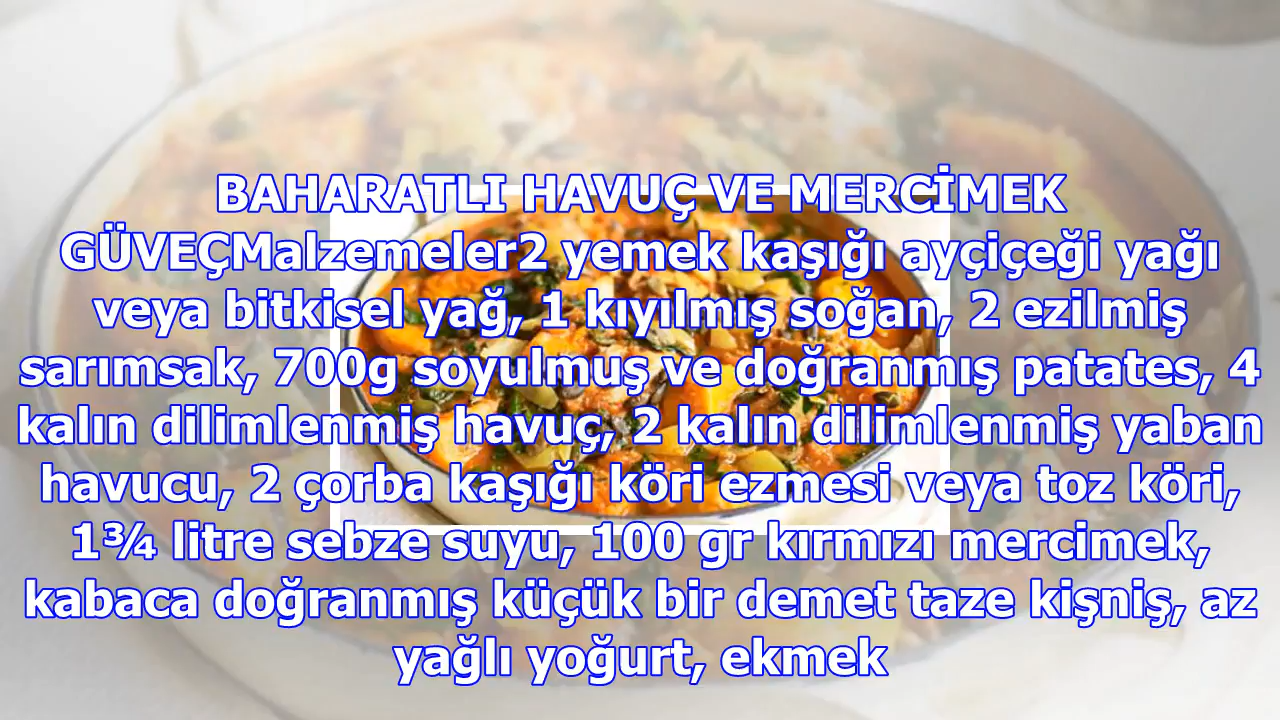 BAHARATLI HAVUÇ VE MERCİMEK
GÜVEÇMalzemeler2 yemek kaşığı ayçiçeği yağı
veya bitkisel yağ, 1 kıyılmış soğan, 2 ezilmiş
sarımsak, 700g soyulmuş ve doğranmış patates, 4
kalın dilimlenmiş havuç, 2 kalın dilimlenmiş yaban
havucu, 2 çorba kaşığı köri ezmesi veya toz köri,
1¾ litre sebze suyu, 100 gr kırmızı mercimek,
kabaca doğranmış küçük bir demet taze kişniş, az
yağlı yoğurt, ekmek